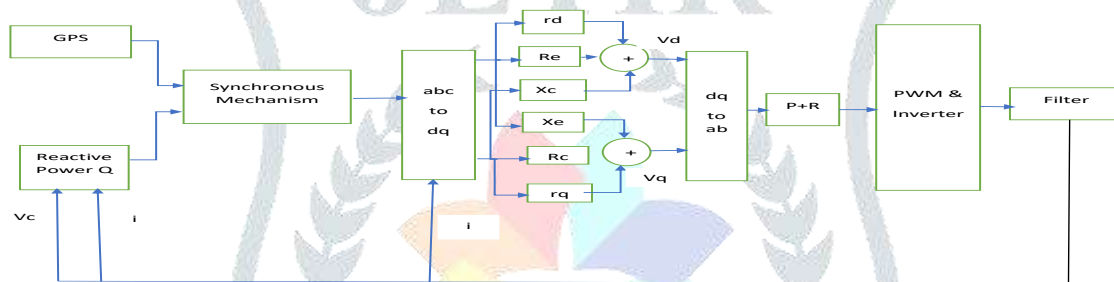 GPS
Synchronous
Mechanism
Reactive
Power Q
Vc
i
abc
to
dq
i
rd
Re
Xc
Xe
Rc
rq
+
+
Vd
Vq
dq
to
ab
P+R
PWM &
Inverter
Filter